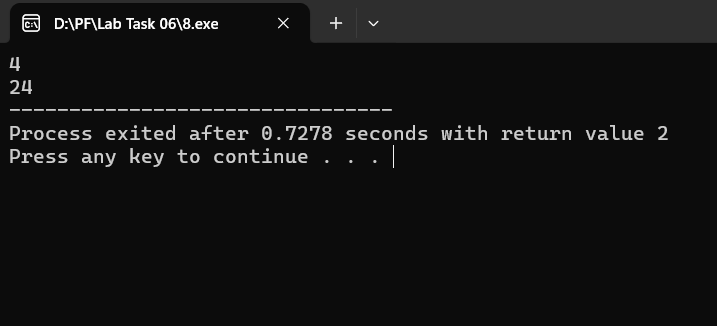 D:\PF\Lab Task 06\8.exe
4
24
--------------------------------
Process exited after 0.7278 seconds with return value 2
Press any key to continue . . .